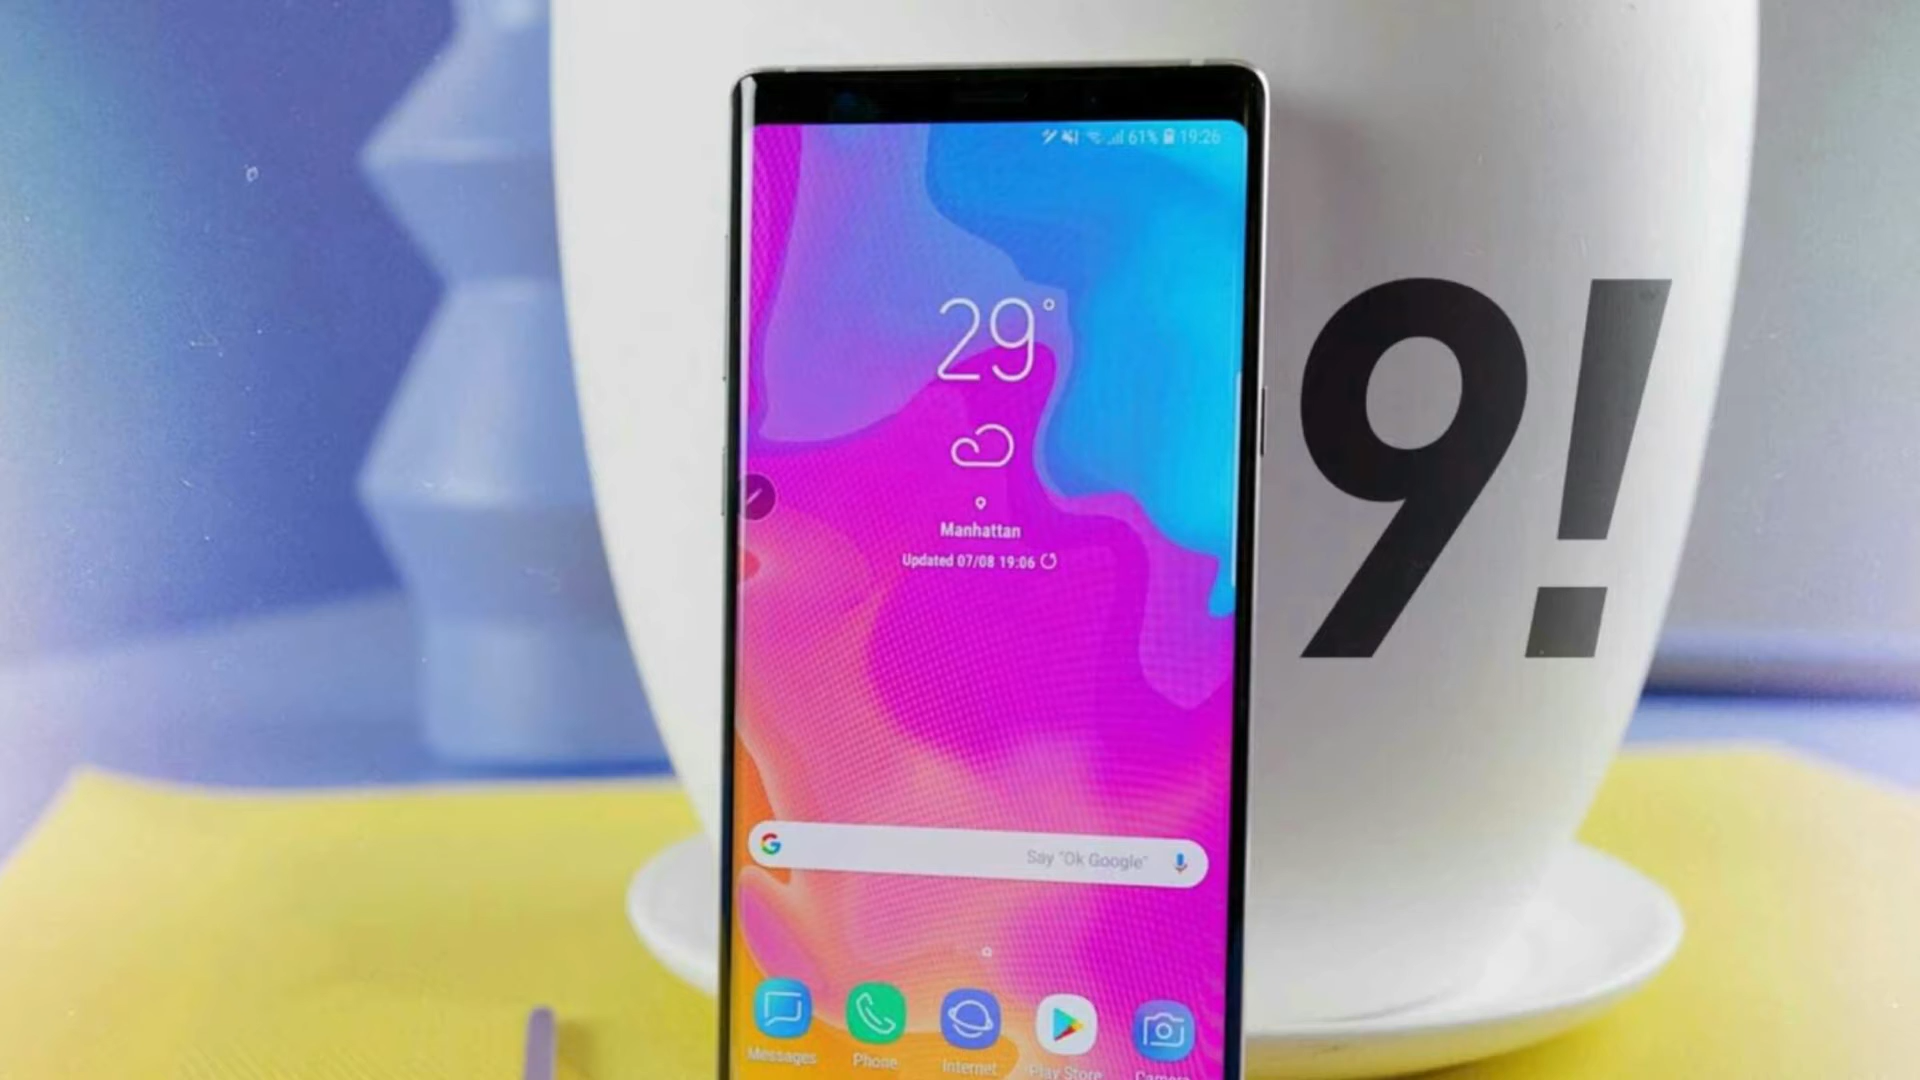 61% 19:26
29°
9!
Manhattan
Updated 07/08 19:06
Say "Ok Google"
Messages
Phone
Internet
Play Store
Camera